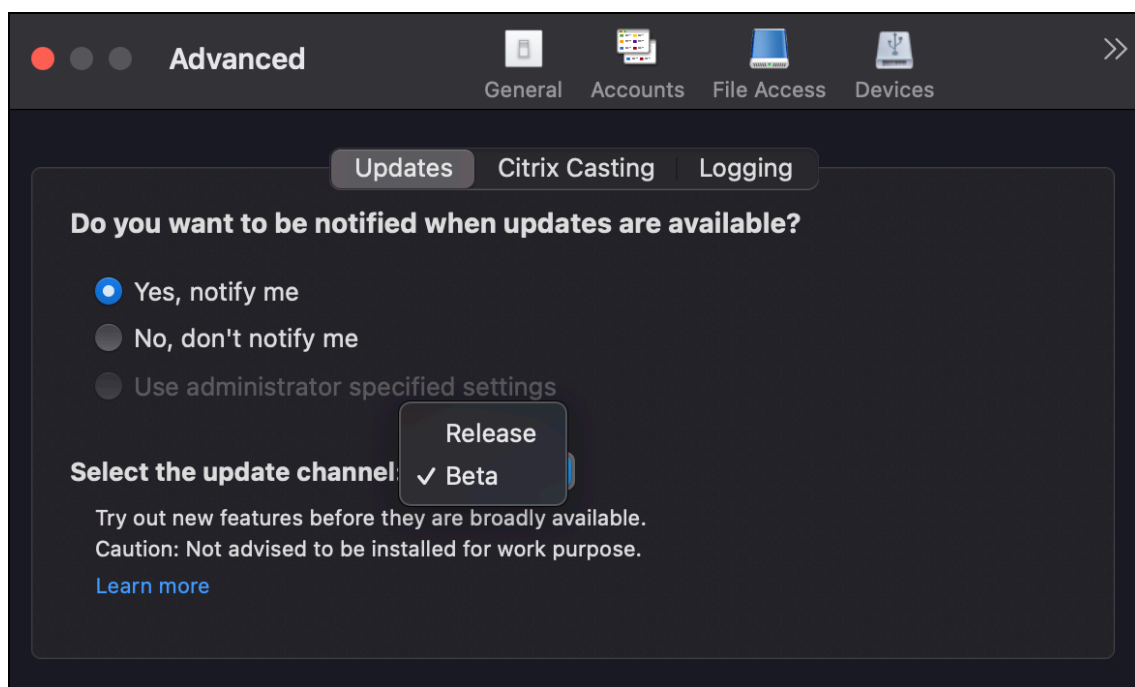 Advanced
General Accounts File Access Devices
Updates Citrix Casting Logging
Do you want to be notified when updates are available?
Yes, notify me
No, don't notify me
Use administrator specified settings
Release
Select the update channel:
Beta
Try out new features before they are broadly available.
Caution: Not advised to be installed for work purpose.
Learn more